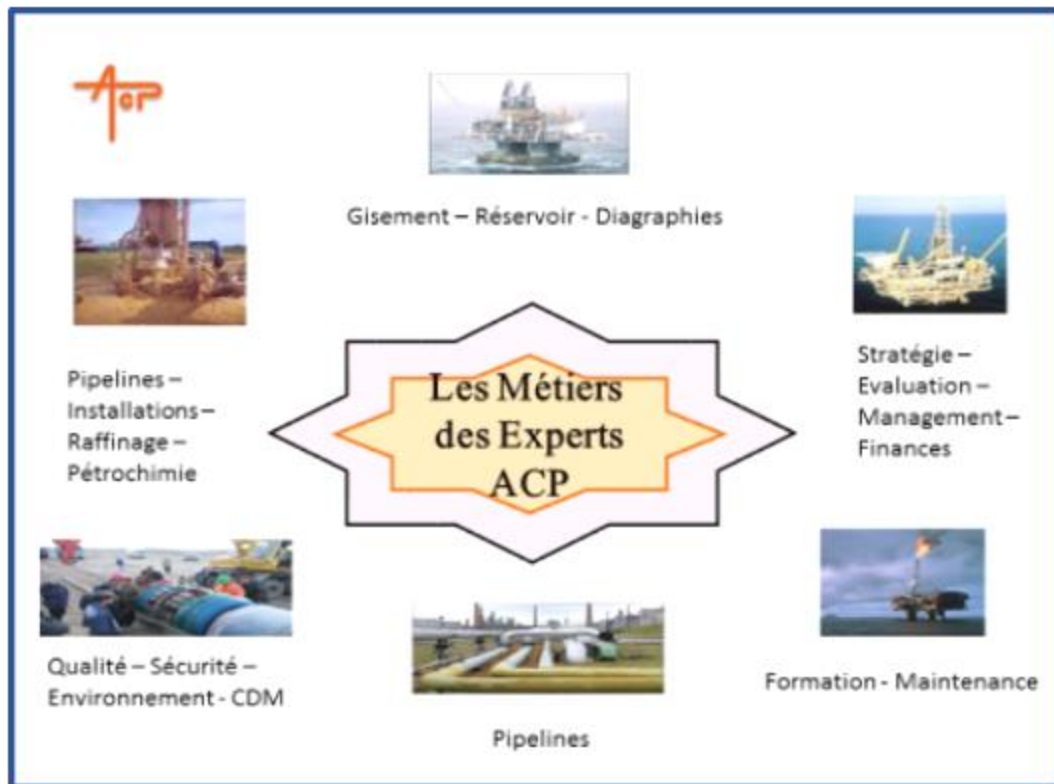 ACP
Gisement – Réservoir - Diagraphies
Pipelines –
Installations –
Raffinage –
Pétrochimie
Les Métiers
des Experts
ACP
Stratégie –
Evaluation –
Management –
Finances
Qualité – Sécurité –
Environnement - CDM
Pipelines
Formation - Maintenance